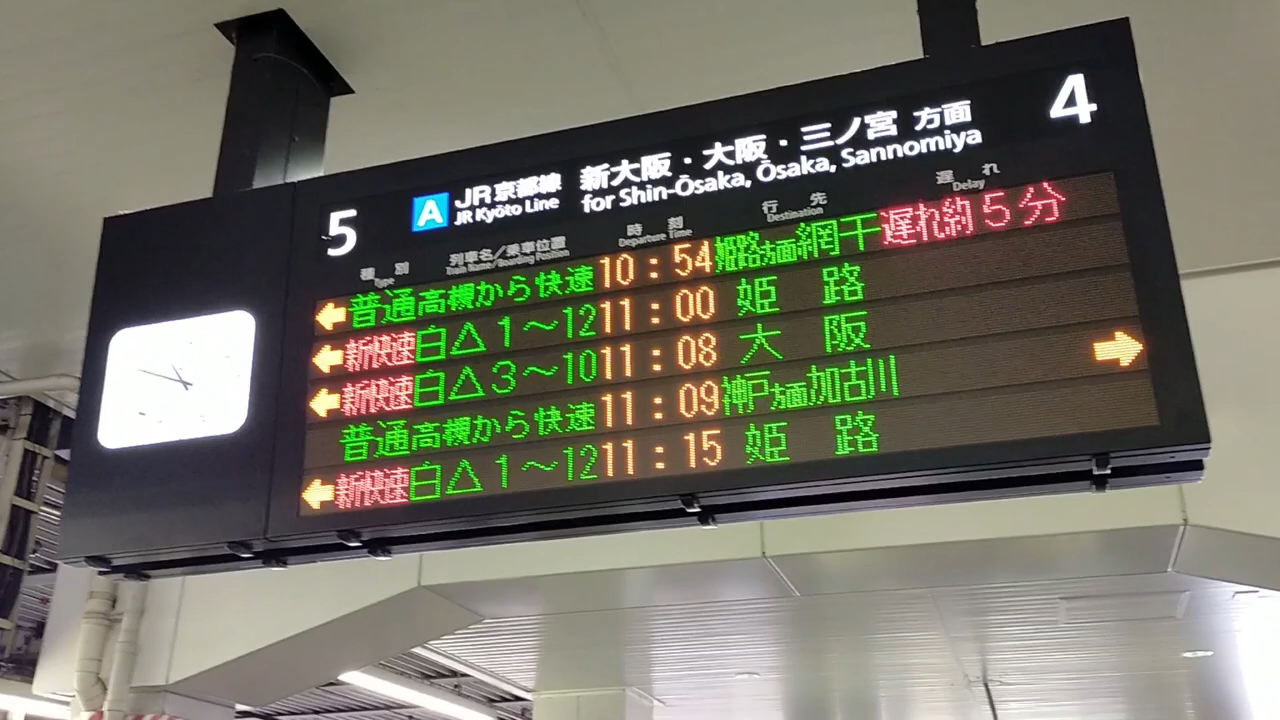 5 A JR京都線 新大阪・大阪・三ノ宮 方面 4
JR Kyōto Line for Shin-Ōsaka, Ōsaka, Sannomiya
種別 列車名/乗車位置 時刻 行先 遅れ
Type Train Name/Boarding Position Departure Time Destination Delay
← 普通高槻から快速 10:54 姫路方面網干 遅れ約5分
← 新快速 白△1〜12 11:00 姫路
← 新快速 白△3〜10 11:08 大阪
普通高槻から快速 11:09 神戸方面加古川 →
← 新快速 白△1〜12 11:15 姫路